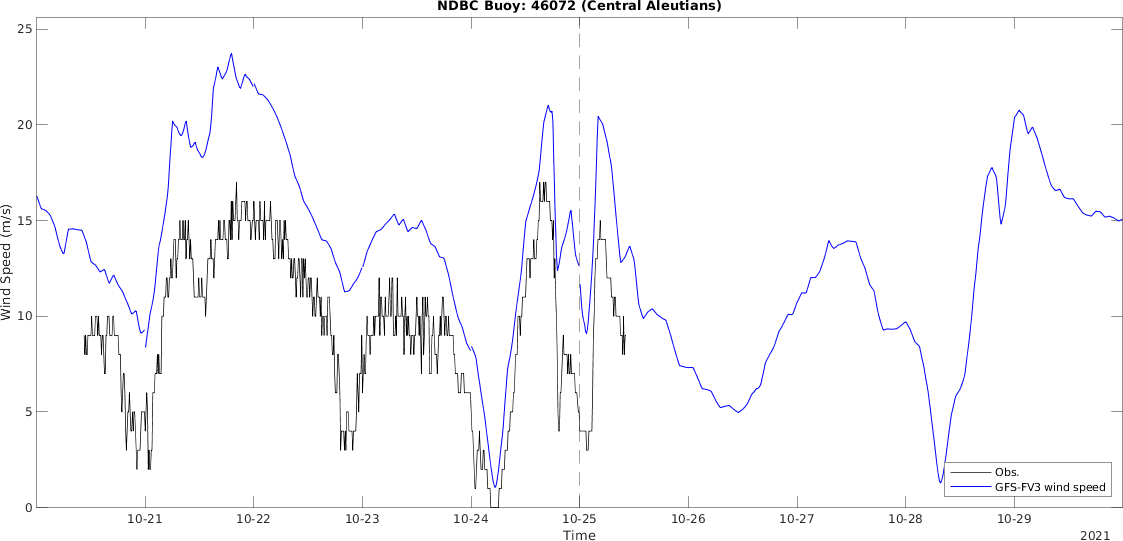 NDBC Buoy: 46072 (Central Aleutians)
25
20
15
10
5
0
Wind Speed (m/s)
10-21 10-22 10-23 10-24 10-25 10-26 10-27 10-28 10-29
Time
2021
Obs.
GFS-FV3 wind speed